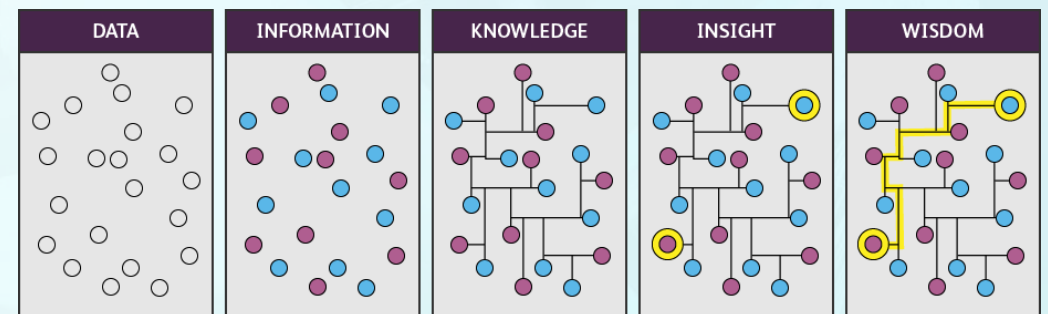 DATA
INFORMATION
KNOWLEDGE
INSIGHT
WISDOM